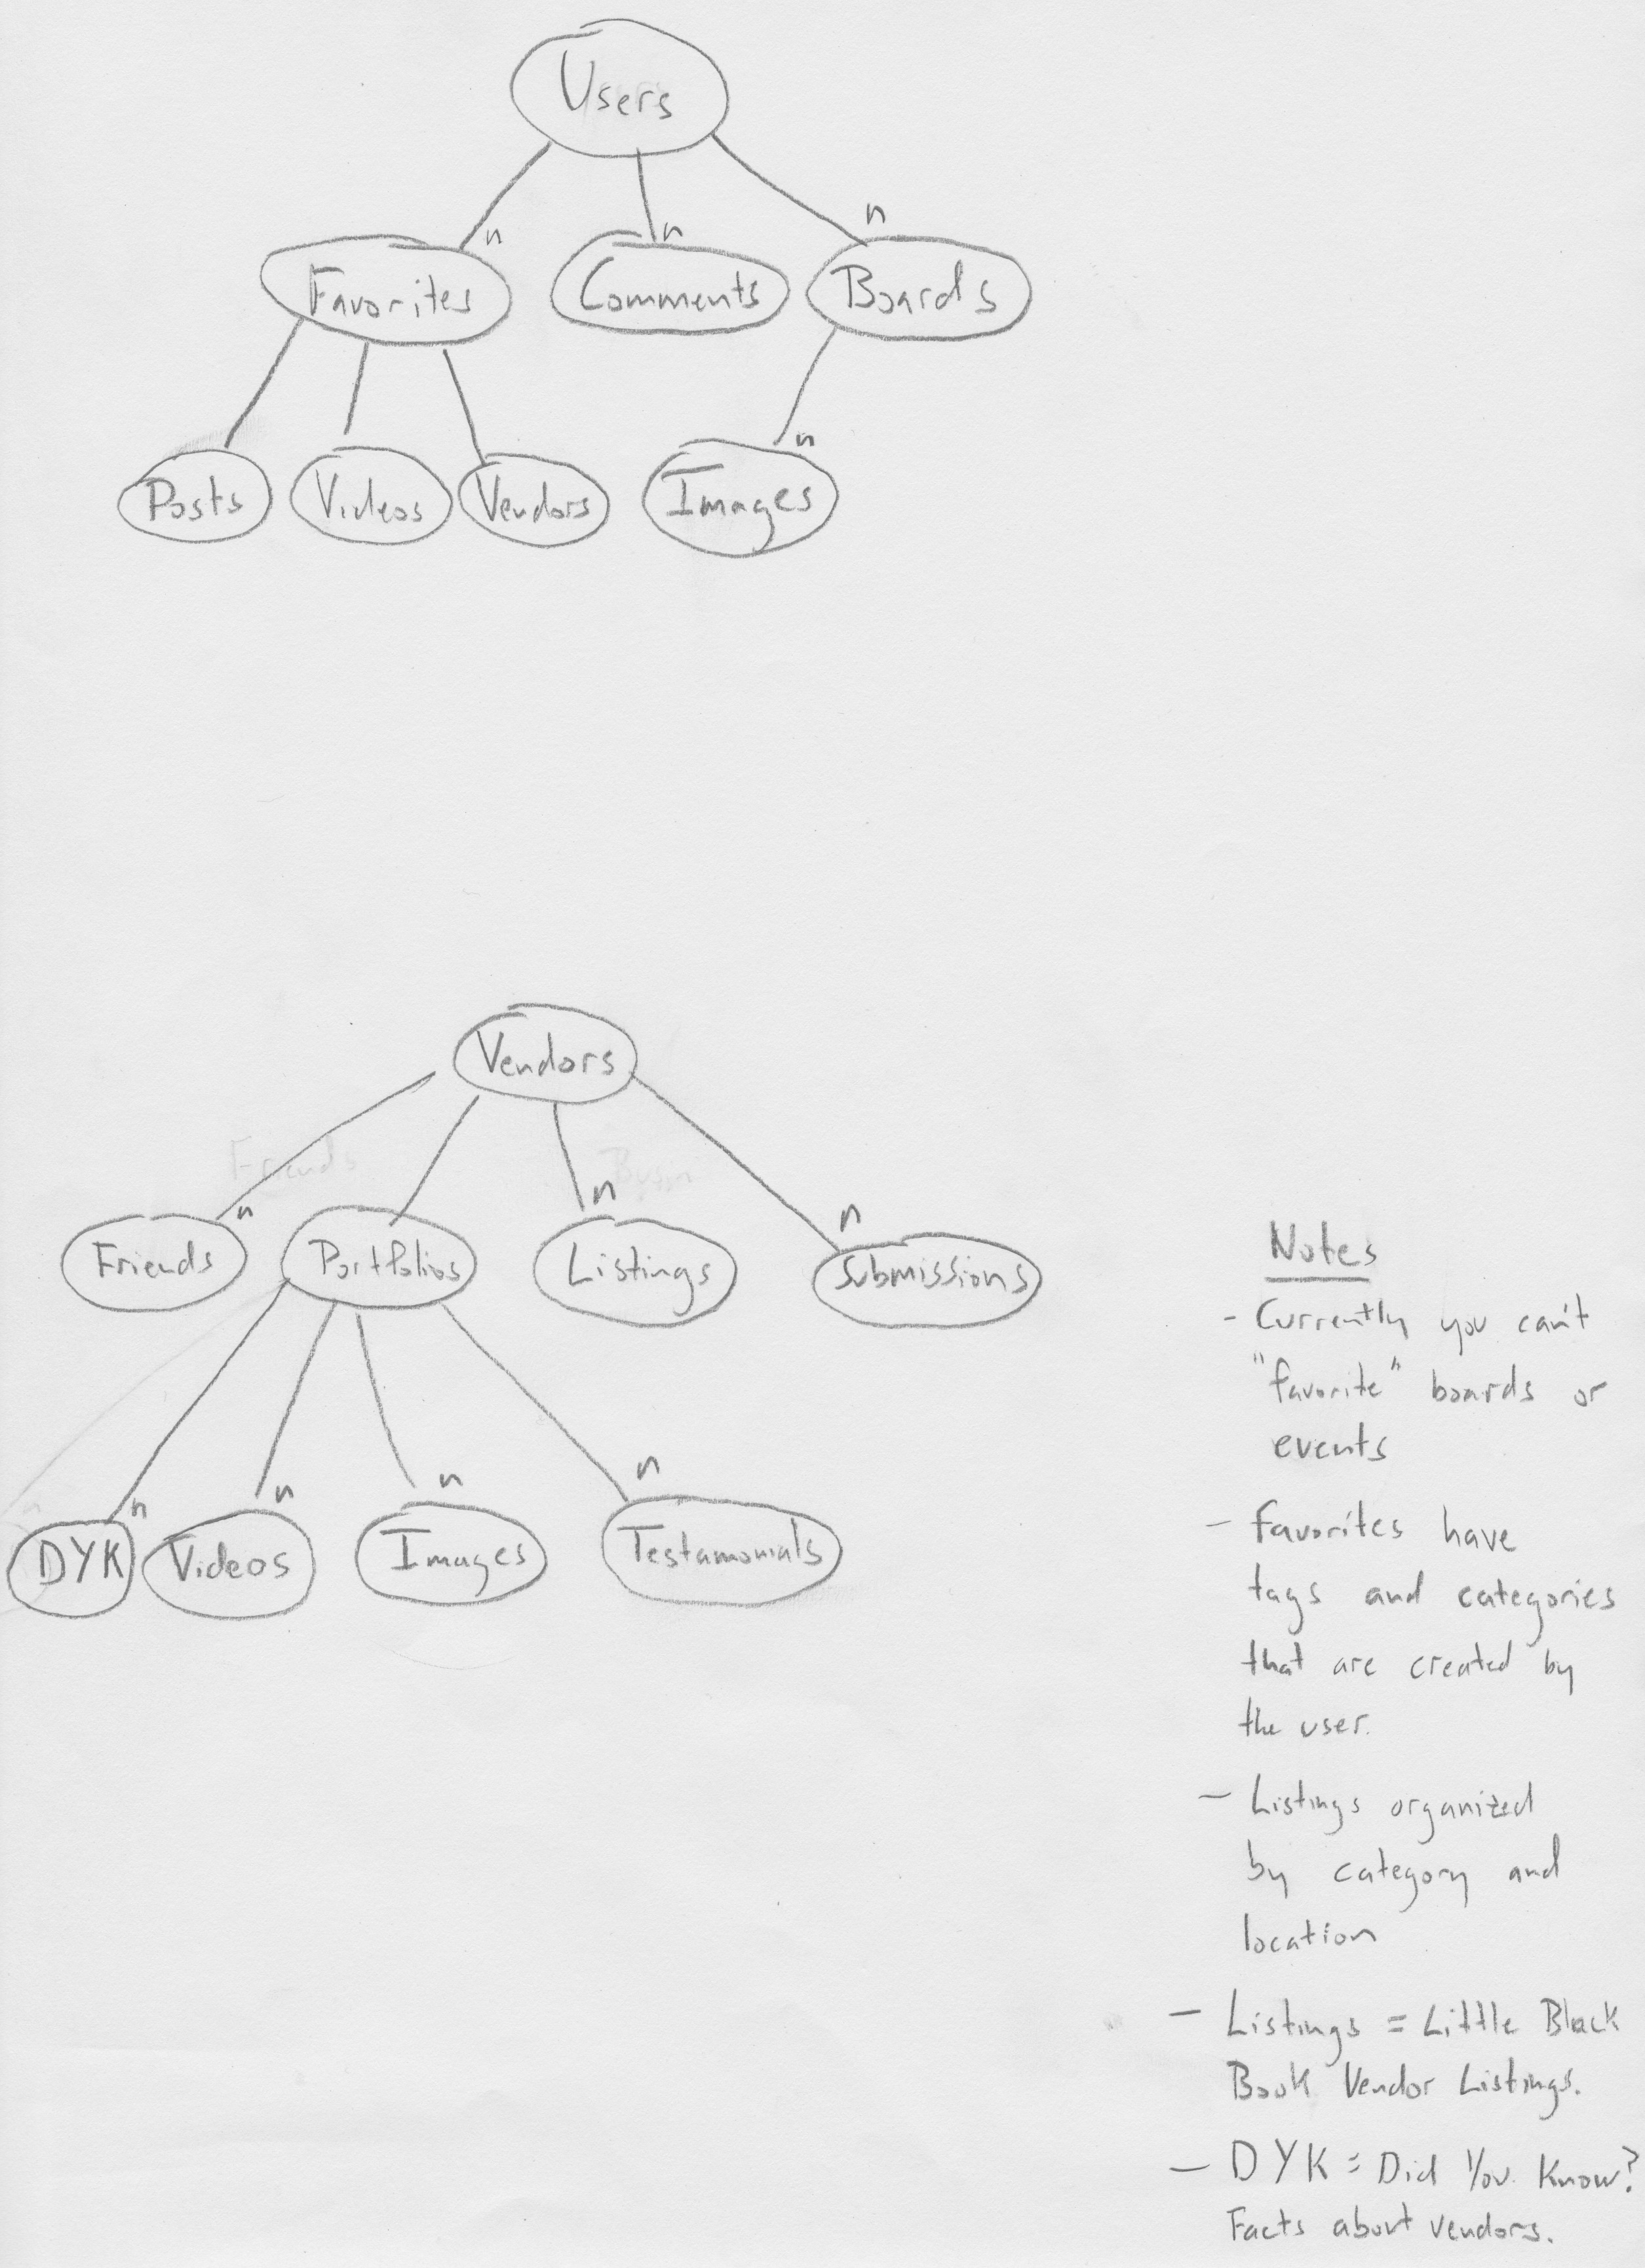 Users
n
n
n
Favorites
Comments
Boards
n
Posts
Videos
Vendors
Images
Vendors
Friends
n
n
n
Friends
Portfolios
Listings
Submissions
n
n
n
n
DYK
Videos
Images
Testamonials
Notes
- Currently you can't
"favorite" boards or
events
- Favorites have
tags and categories
that are created by
the user.
- Listings organized
by category and
location
- Listings = Little Black
Book Vendor Listings.
- DYK = Did You Know?
Facts about vendors.